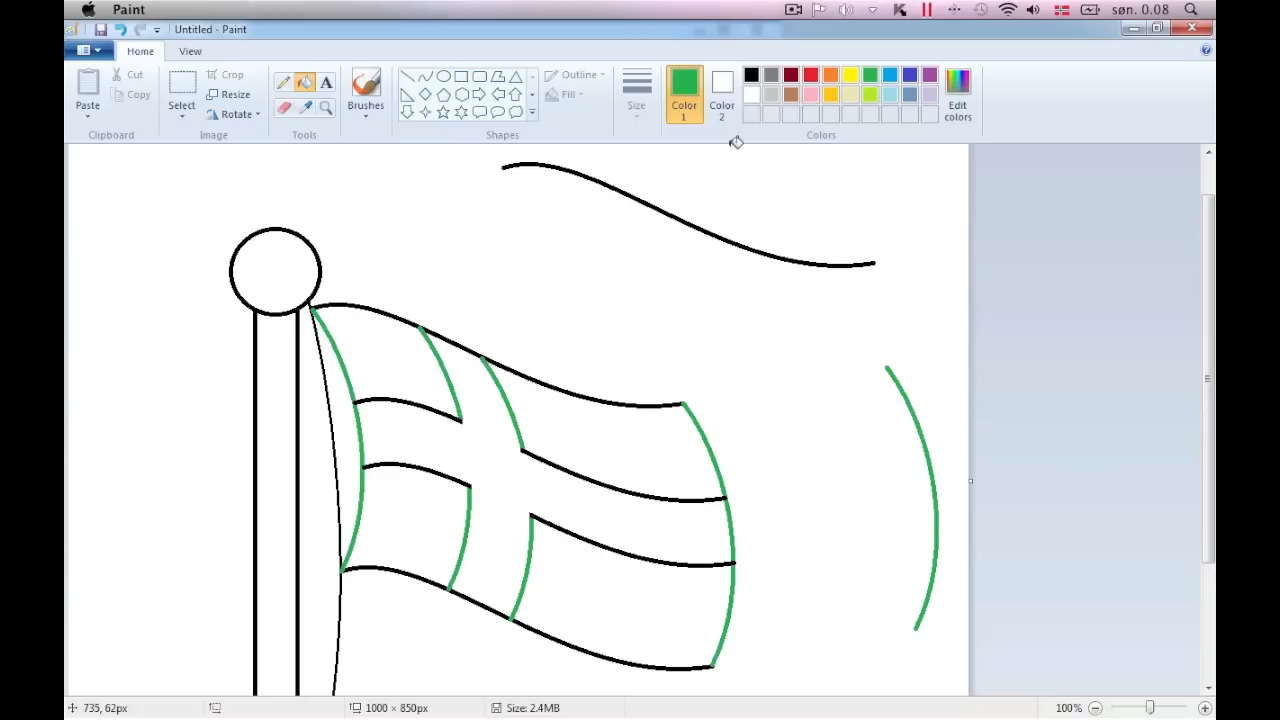 Paint søn. 0.08
Untitled - Paint
Home View
Paste Cut Copy
Select Crop Resize Rotate
A
Brushes
Outline Fill
Size
Color 1 Color 2
Edit colors
Clipboard Image Tools Shapes Colors
735, 62px 1000 × 850px Size: 2.4MB 100%